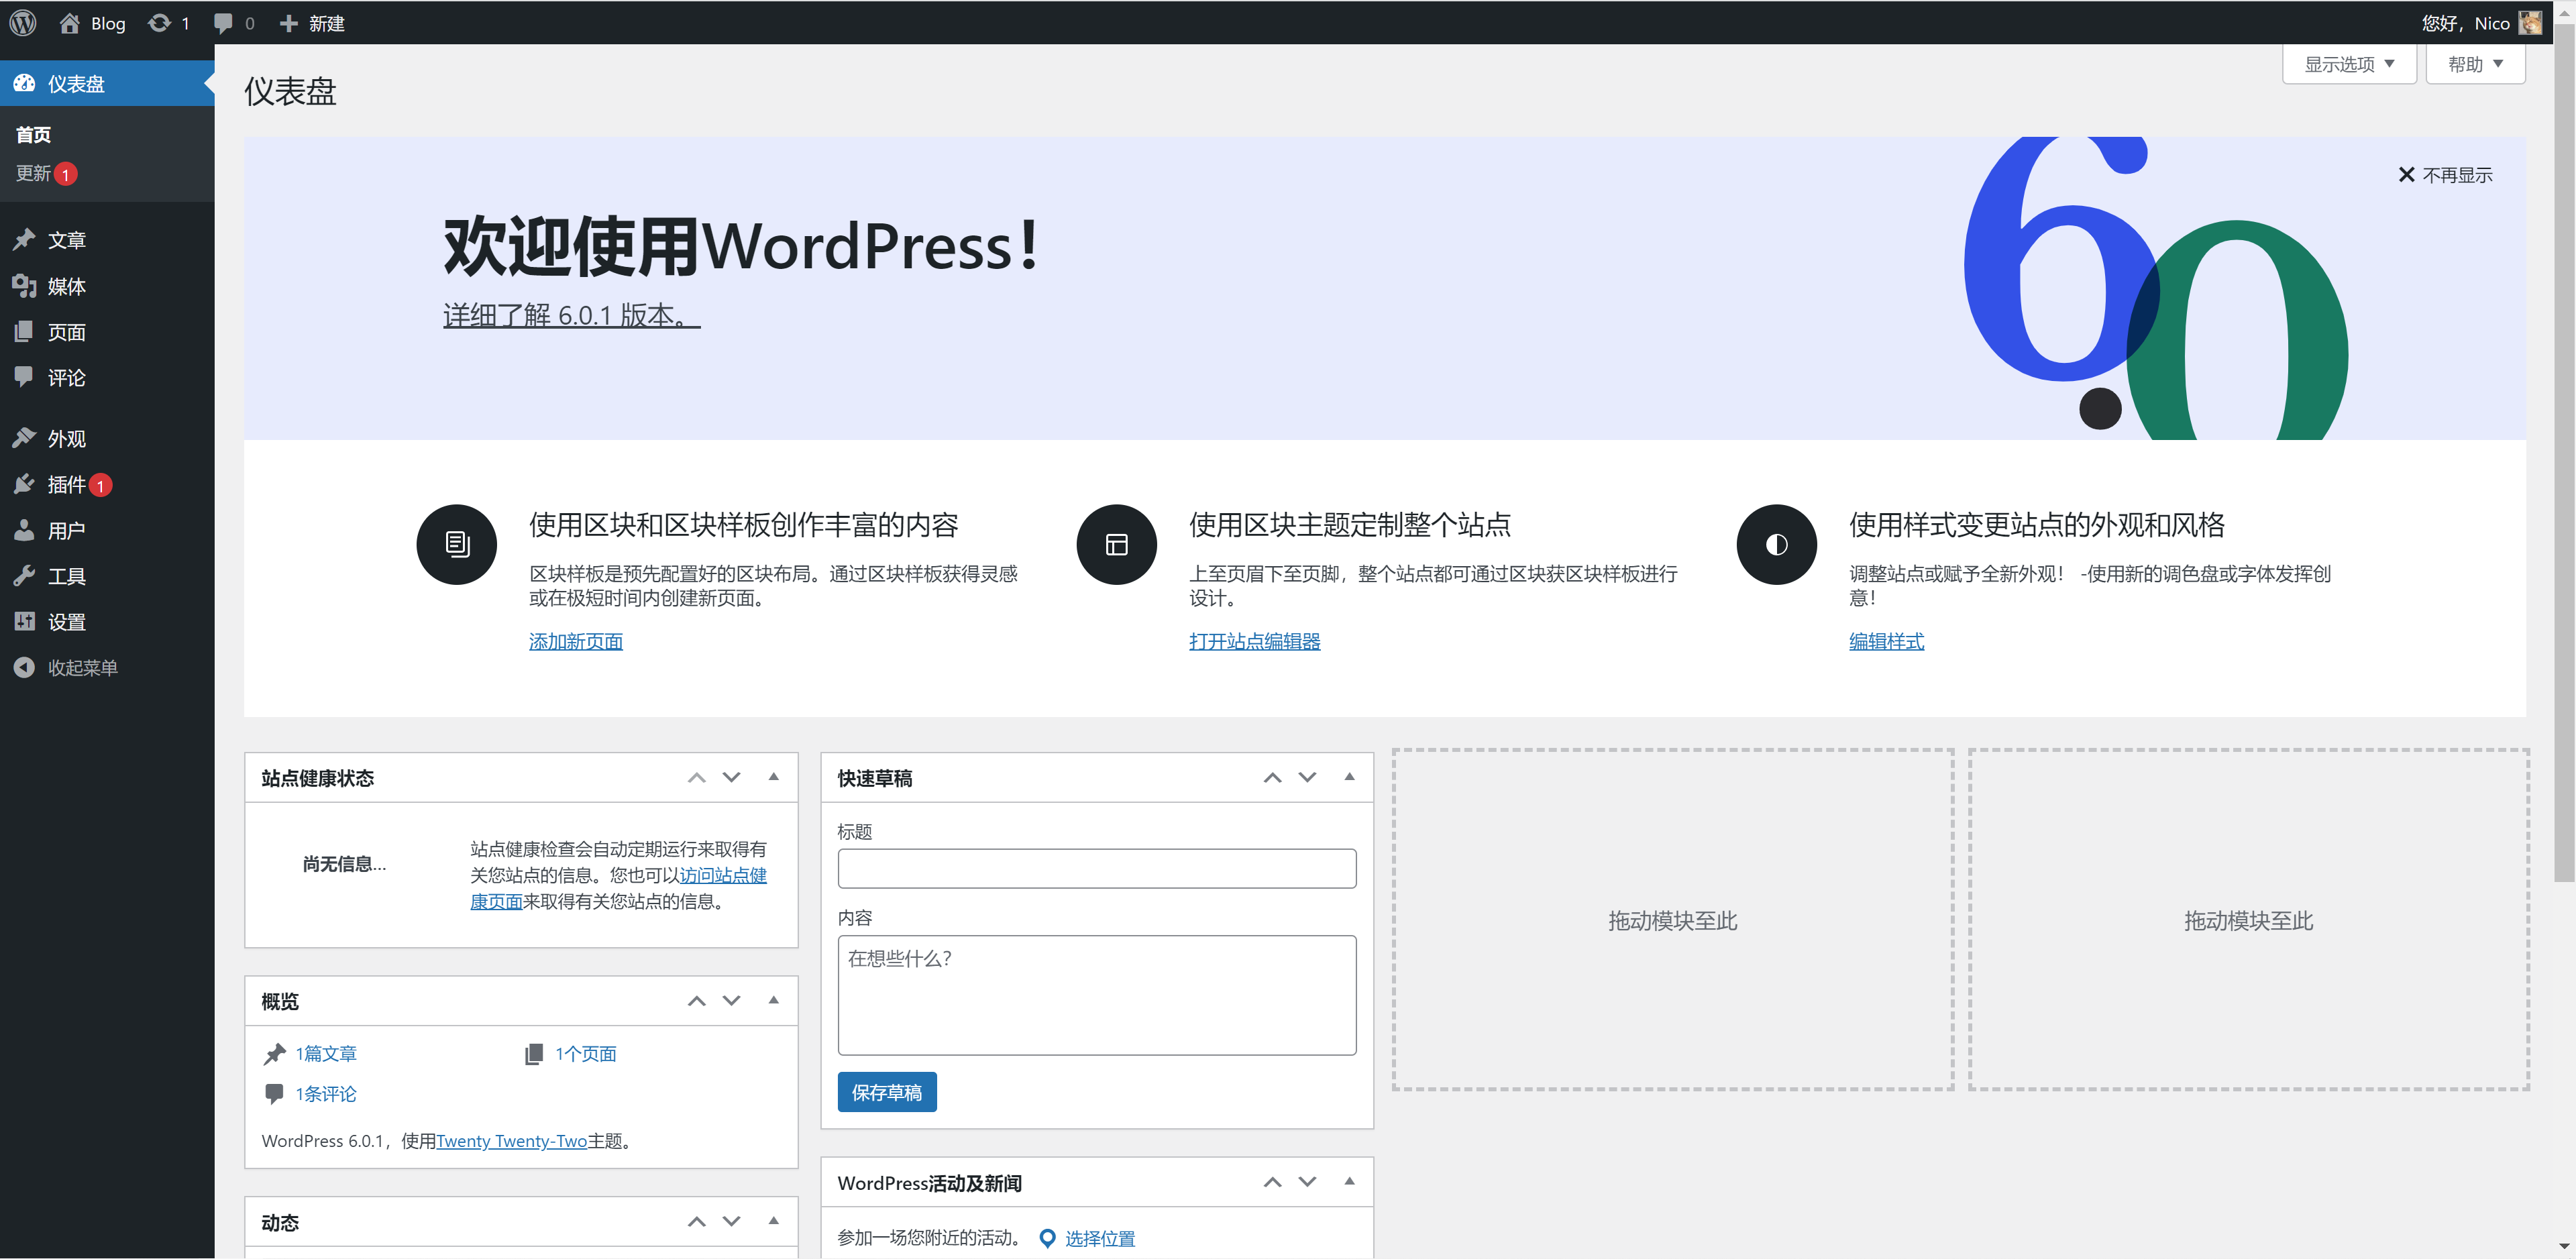 Blog
1
0
新建
您好，Nico
仪表盘
首页
更新 1
文章
媒体
页面
评论
外观
插件 1
用户
工具
设置
收起菜单
显示选项
帮助
仪表盘
不再显示
欢迎使用WordPress！
详细了解 6.0.1 版本。
6.0
使用区块和区块样板创作丰富的内容
区块样板是预先配置好的区块布局。通过区块样板获得灵感
或在极短时间内创建新页面。
添加新页面
使用区块主题定制整个站点
上至页眉下至页脚，整个站点都可通过区块获区块样板进行
设计。
打开站点编辑器
使用样式变更站点的外观和风格
调整站点或赋予全新外观！ -使用新的调色盘或字体发挥创
意！
编辑样式
站点健康状态
尚无信息…
站点健康检查会自动定期运行来取得有
关您站点的信息。您也可以访问站点健
康页面来取得有关您站点的信息。
概览
1篇文章
1个页面
1条评论
WordPress 6.0.1，使用Twenty Twenty-Two主题。
动态
快速草稿
标题
内容
在想些什么？
保存草稿
WordPress活动及新闻
参加一场您附近的活动。
选择位置
拖动模块至此
拖动模块至此